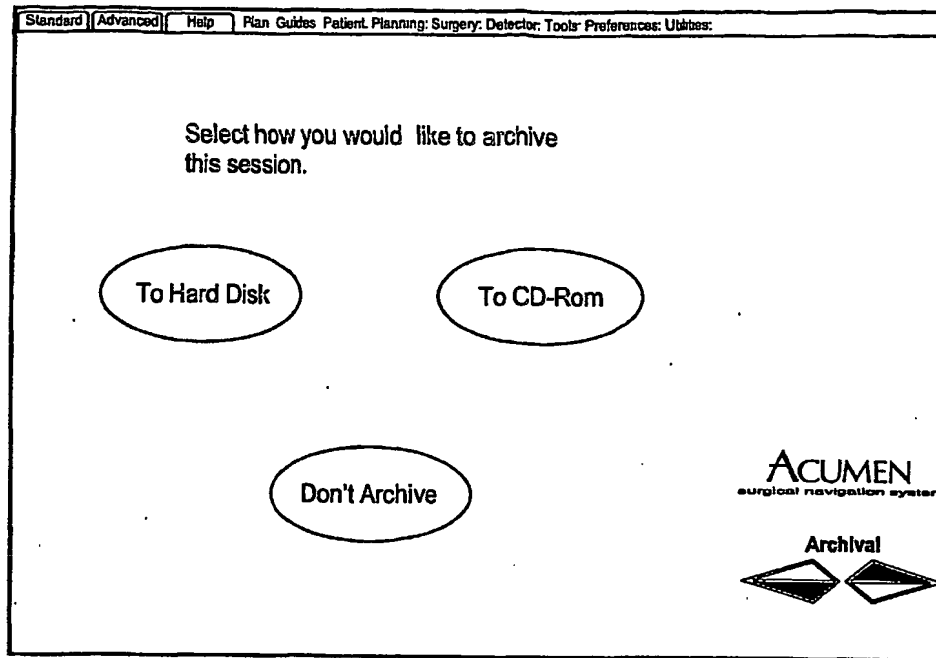 Standard Advanced Help Plan Guides Patient Planning: Surgery: Detector: Tools Preferences: Utilities:
Select how you would like to archive
this session.
To Hard Disk To CD-Rom
Don't Archive
ACUMEN
surgical navigation system
Archival